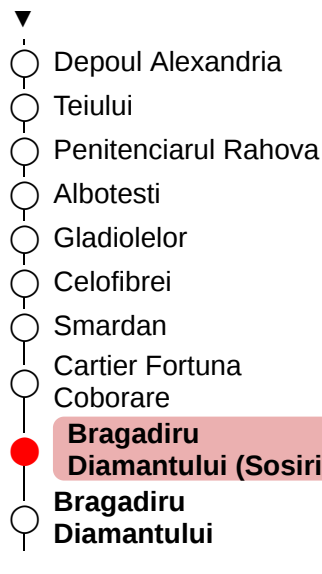 Depoul Alexandria
Teiului
Penitenciarul Rahova
Albotesti
Gladiolelor
Celofibrei
Smardan
Cartier Fortuna
Coborare
Bragadiru
Diamantului (Sosiri
Bragadiru
Diamantului